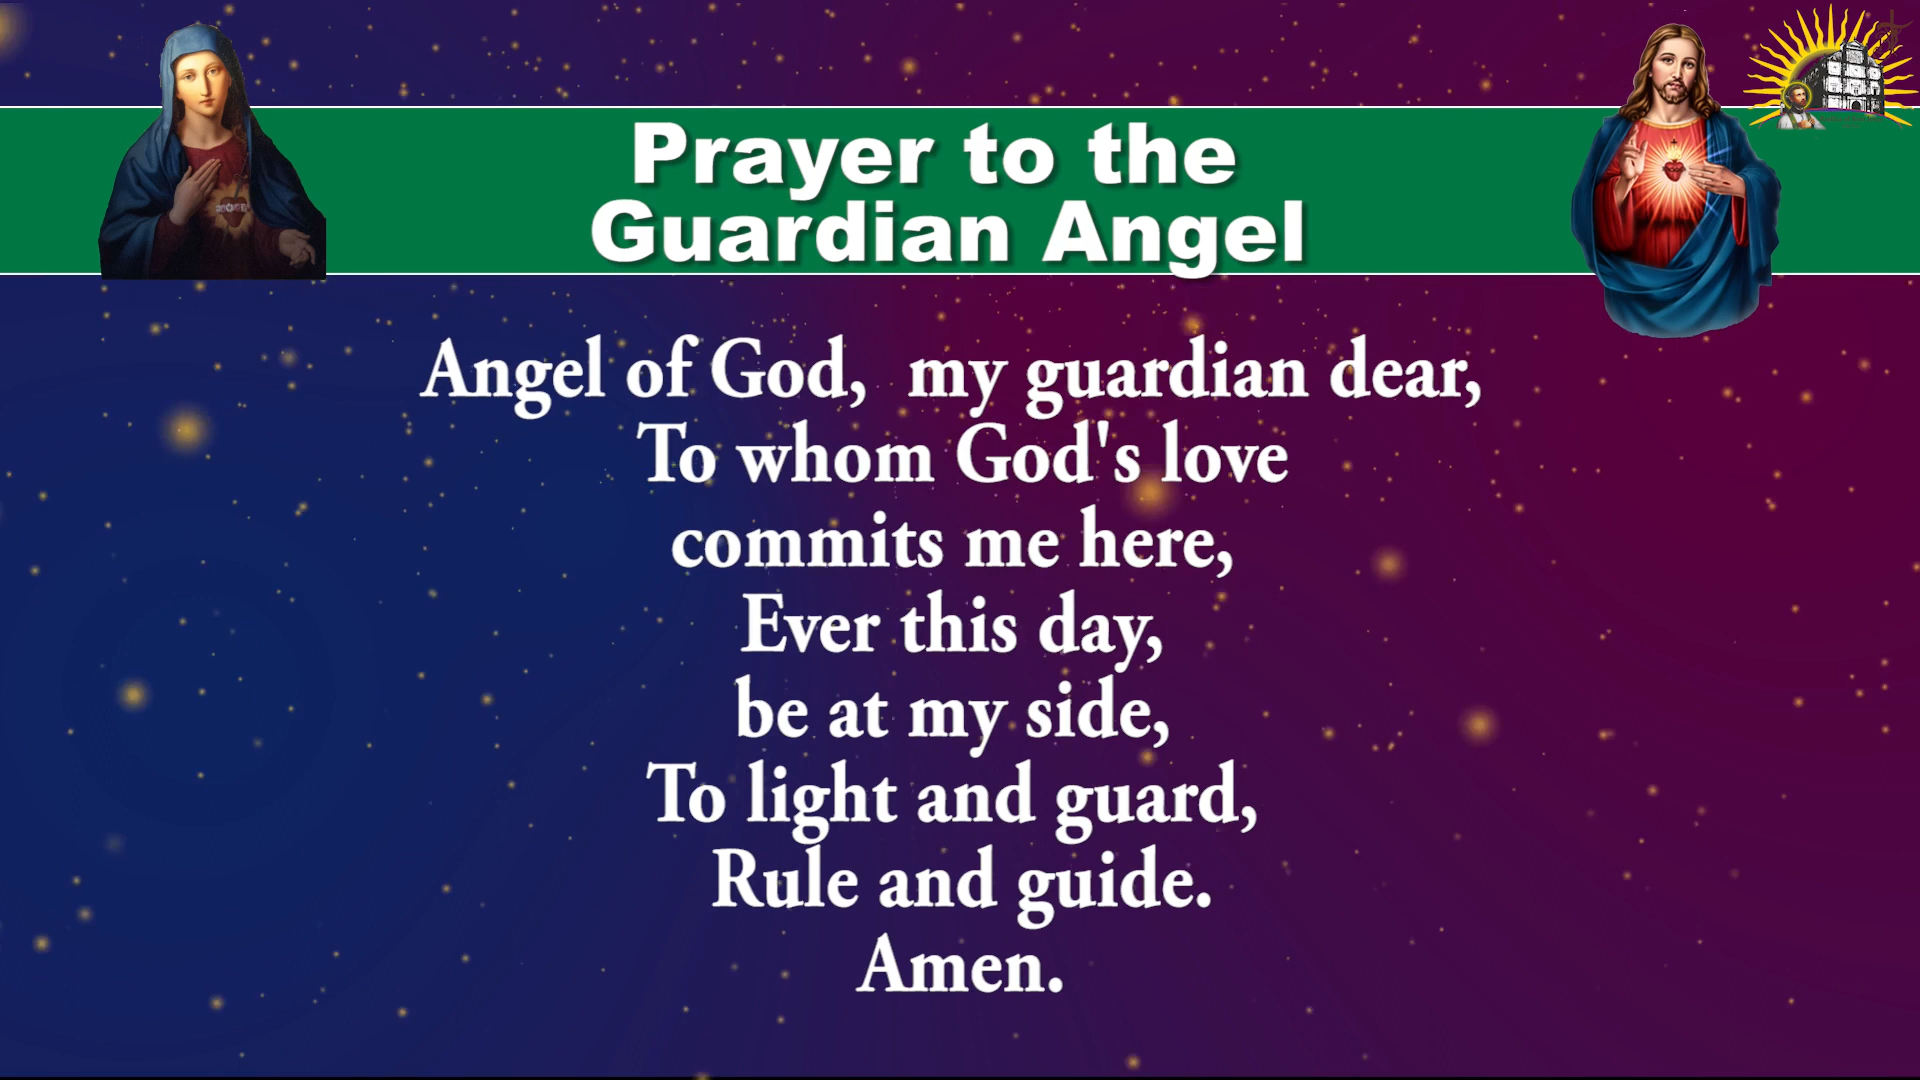 Prayer to the
Guardian Angel
Angel of God,  my guardian dear,
To whom God's love
commits me here,
Ever this day,
be at my side,
To light and guard,
Rule and guide.
Amen.